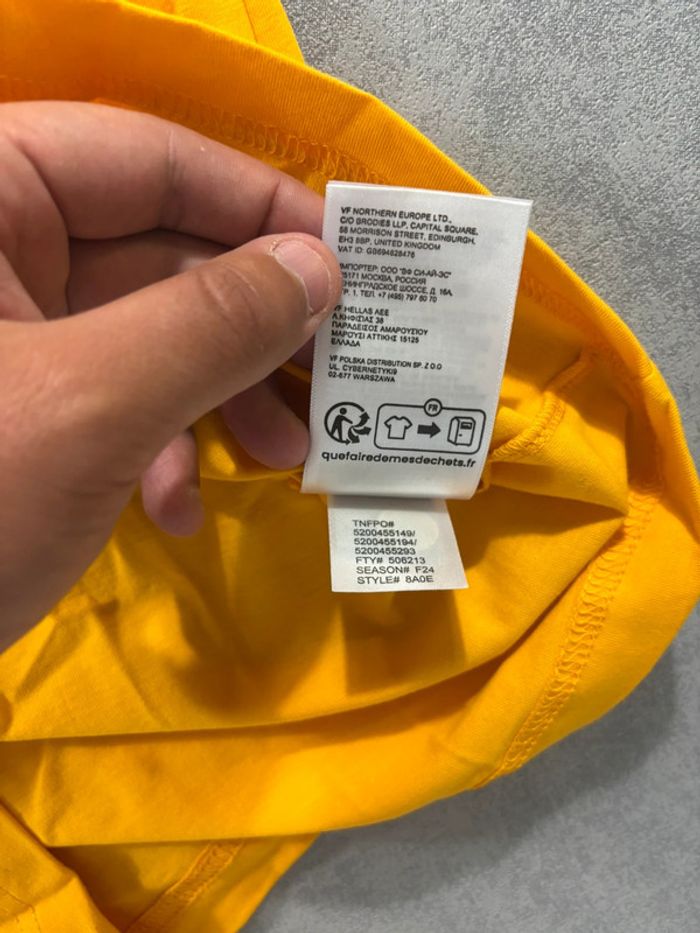 VF NORTHERN EUROPE LTD.,
C/O BRODIES LLP, CAPITAL SQUARE,
58 MORRISON STREET, EDINBURGH,
EH3 8BP, UNITED KINGDOM
VAT ID: GB694628476
ИМПОРТЕР: ООО "ВФ СИ-АЙ-ЭС"
25171 МОСКВА, РОССИЯ
ЛЕНИНГРАДСКОЕ ШОССЕ, Д. 16А,
СТР. 1, ТЕЛ. +7 (495) 797 80 70
VF HELLAS AEE
Λ.ΚΗΦΙΣΙΑΣ 38
ΠΑΡΑΔΕΙΣΟΣ ΑΜΑΡΟΥΣΙΟΥ
ΜΑΡΟΥΣΙ ΑΤΤΙΚΗΣ 15125
ΕΛΛΑΔΑ
VF POLSKA DISTRIBUTION SP. Z O.O
UL. CYBERNETYKI9
02-677 WARSZAWA
FR
quefairedemesdechets.fr
TNFPO#
5200455149/
5200455194/
5200455293
FTY# 506213
SEASON# F24
STYLE# 8A0E